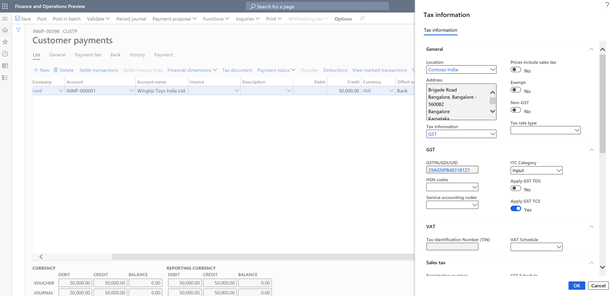 Finance and Operations Preview
Search for a page
?
Save Post Post in batch Validate Period journal Payment proposal Functions Inquiries Print Withholding tax Options
INMF-00398 : CUSTP
Customer payments
List General Payment fee Bank History Payment
New Delete Settle transactions Settle incoming lines Financial dimensions Tax document Payment status Voucher Deductions View marked transactions
Company Account Account name Invoice Description Debit Credit Currency Offset a
inmf INMF-000001 Wingtip Toys India Ltd. 50,000.00 INR Bank
CURRENCY REPORTING CURRENCY
DEBIT CREDIT BALANCE DEBIT CREDIT BALANCE
VOUCHER 50,000.00 50,000.00 0.00 50,000.00 50,000.00 0.00
JOURNAL 50,000.00 50,000.00 0.00 50,000.00 50,000.00 0.00
Tax information
Tax information
General
Location
Contoso India
Address
Brigade Road
Bangalore, Bangalore -
560082
Bangalore
Karnataka
Tax information
GST
Prices include sales tax
No
Exempt
No
Non-GST
No
Tax rate type
GST
GSTIN/GDI/UID
29AGNPB4831B1Z1
HSN codes
Service accounting codes
ITC Category
Input
Apply GST TDS
No
Apply GST TCS
Yes
VAT
Tax Identification Number (TIN)
VAT Schedule
Sales tax
OK Cancel